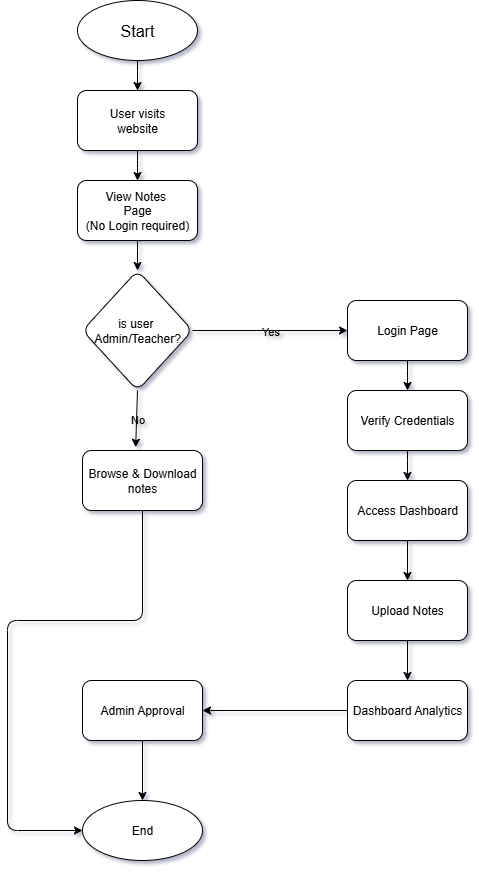 Start
User visits
website
View Notes
Page
(No Login required)
is user
Admin/Teacher?
Yes
Login Page
Verify Credentials
No
Browse & Download
notes
Access Dashboard
Upload Notes
Admin Approval
Dashboard Analytics
End